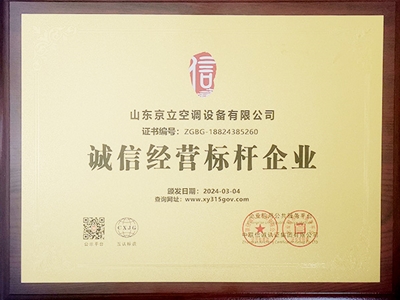 信
山东京立空调设备有限公司
证书编号：ZGBG-18824385260
诚信经营标杆企业
颁发日期：2024-03-04
查询网址：www.xy315gov.com
CXJG